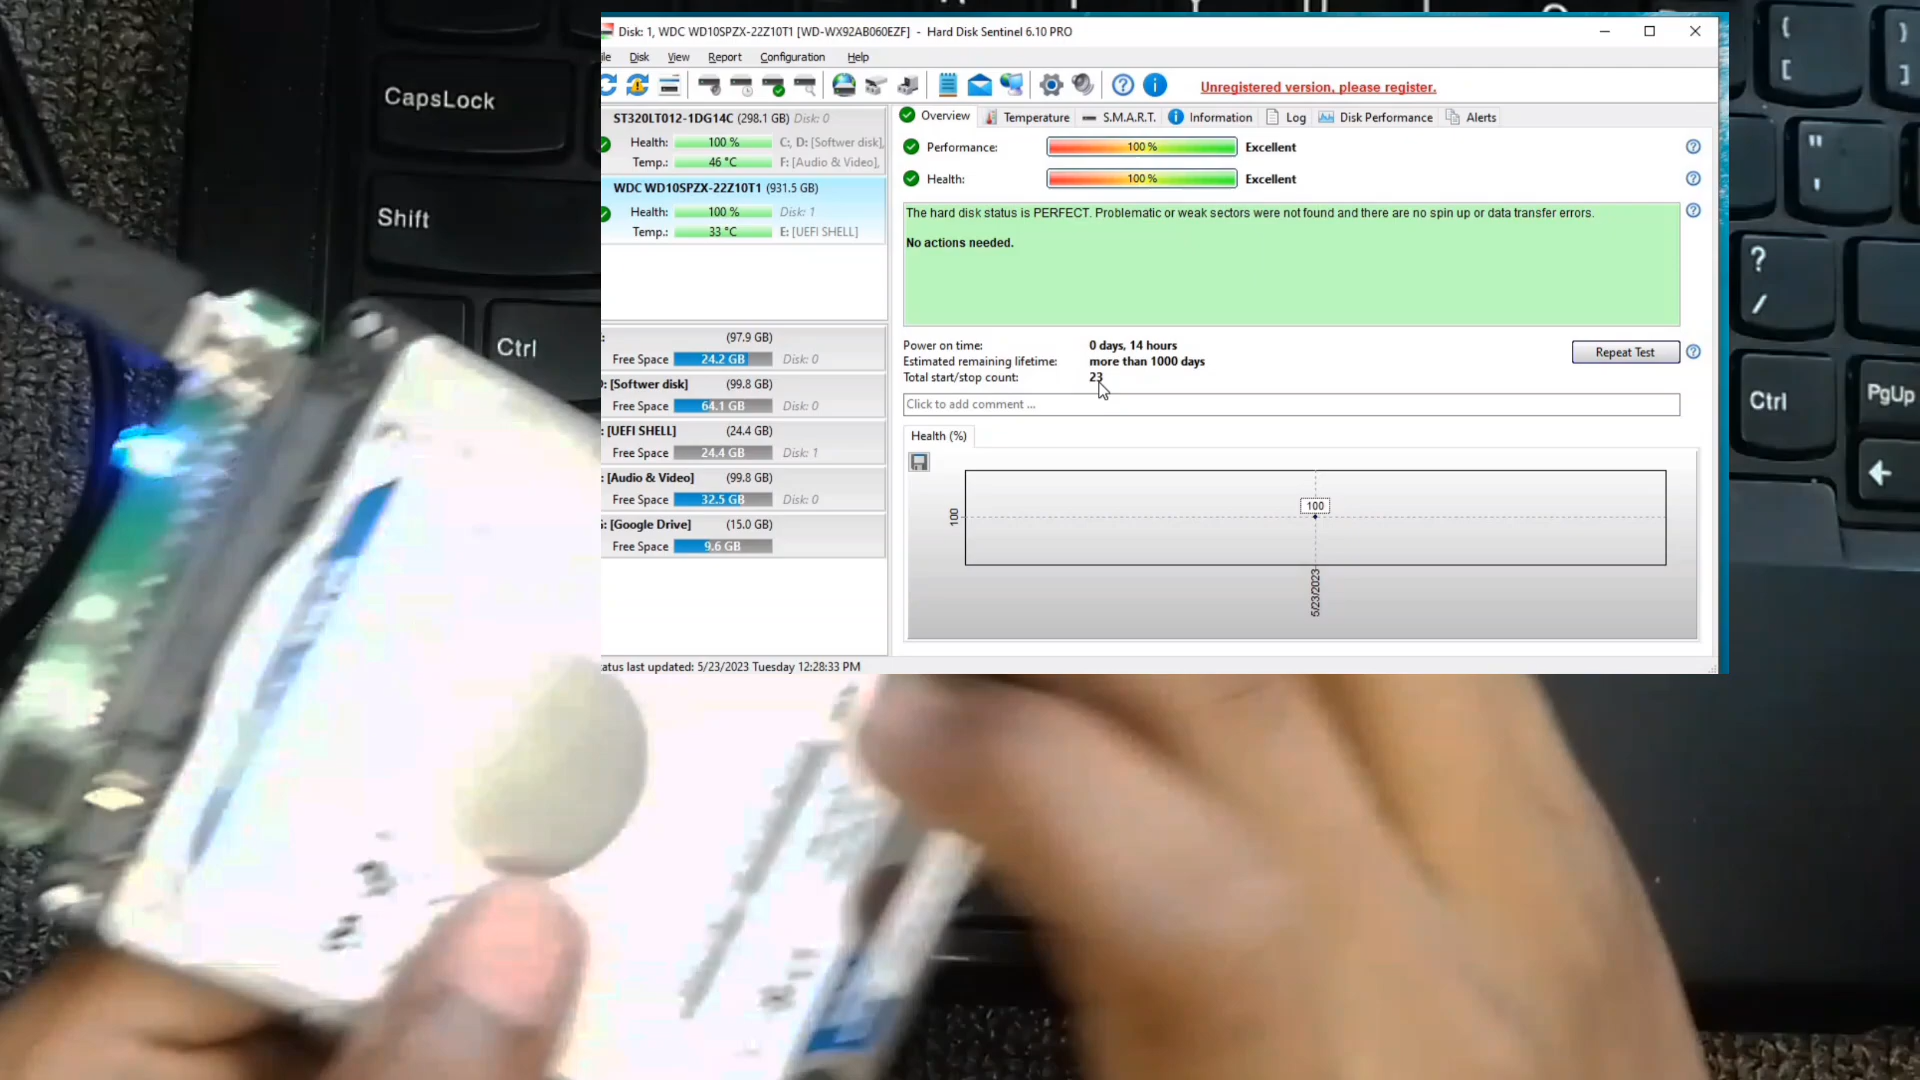 CapsLock
Shift
Ctrl
{
[
}
]
"
'
?
/
Ctrl
PgUp
Disk: 1, WDC WD10SPZX-22Z10T1 [WD-WX92AB060EZF] - Hard Disk Sentinel 6.10 PRO
le Disk View Report Configuration Help
Unregistered version, please register.
ST320LT012-1DG14C (298.1 GB) Disk: 0
Health: 100 % C:, D: [Softwer disk],
Temp.: 46 °C F: [Audio & Video],
WDC WD10SPZX-22Z10T1 (931.5 GB)
Health: 100 % Disk: 1
Temp.: 33 °C E: [UEFI SHELL]
: (97.9 GB)
Free Space 24.2 GB Disk: 0
: [Softwer disk] (99.8 GB)
Free Space 64.1 GB Disk: 0
: [UEFI SHELL] (24.4 GB)
Free Space 24.4 GB Disk: 1
: [Audio & Video] (99.8 GB)
Free Space 32.5 GB Disk: 0
: [Google Drive] (15.0 GB)
Free Space 9.6 GB
Overview Temperature S.M.A.R.T. Information Log Disk Performance Alerts
Performance: 100 % Excellent
Health: 100 % Excellent
The hard disk status is PERFECT. Problematic or weak sectors were not found and there are no spin up or data transfer errors.
No actions needed.
Power on time: 0 days, 14 hours
Estimated remaining lifetime: more than 1000 days
Total start/stop count: 23
Repeat Test
Click to add comment ...
Health (%)
100
100
5/23/2023
atus last updated: 5/23/2023 Tuesday 12:28:33 PM